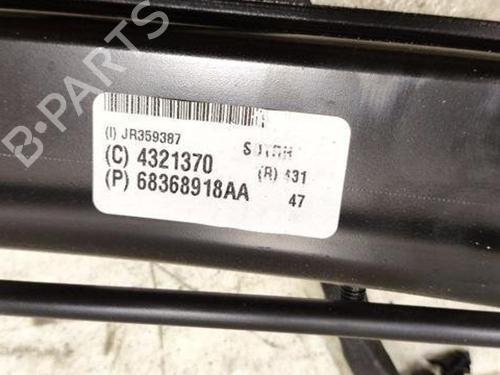 B-PARTS
(I) JR359387
(C) 4321370
(R) 431
(P) 68368918AA
47